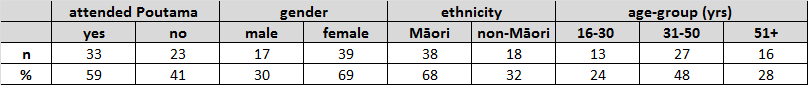 attended Poutama gender ethnicity age-group (yrs)
yes no male female Māori non-Māori 16-30 31-50 51+
n 33 23 17 39 38 18 13 27 16
% 59 41 30 69 68 32 24 48 28